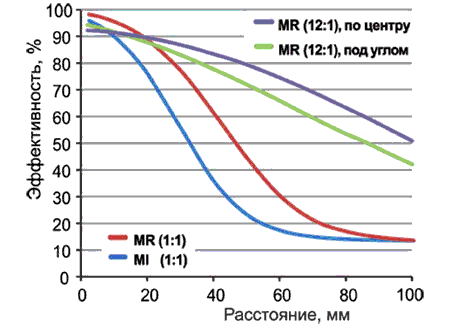 MR (12:1), по центру
MR (12:1), под углом
Эффективность, %
100
90
80
70
60
50
40
30
20
10
0
MR (1:1)
MI (1:1)
0 20 40 60 80 100
Расстояние, мм